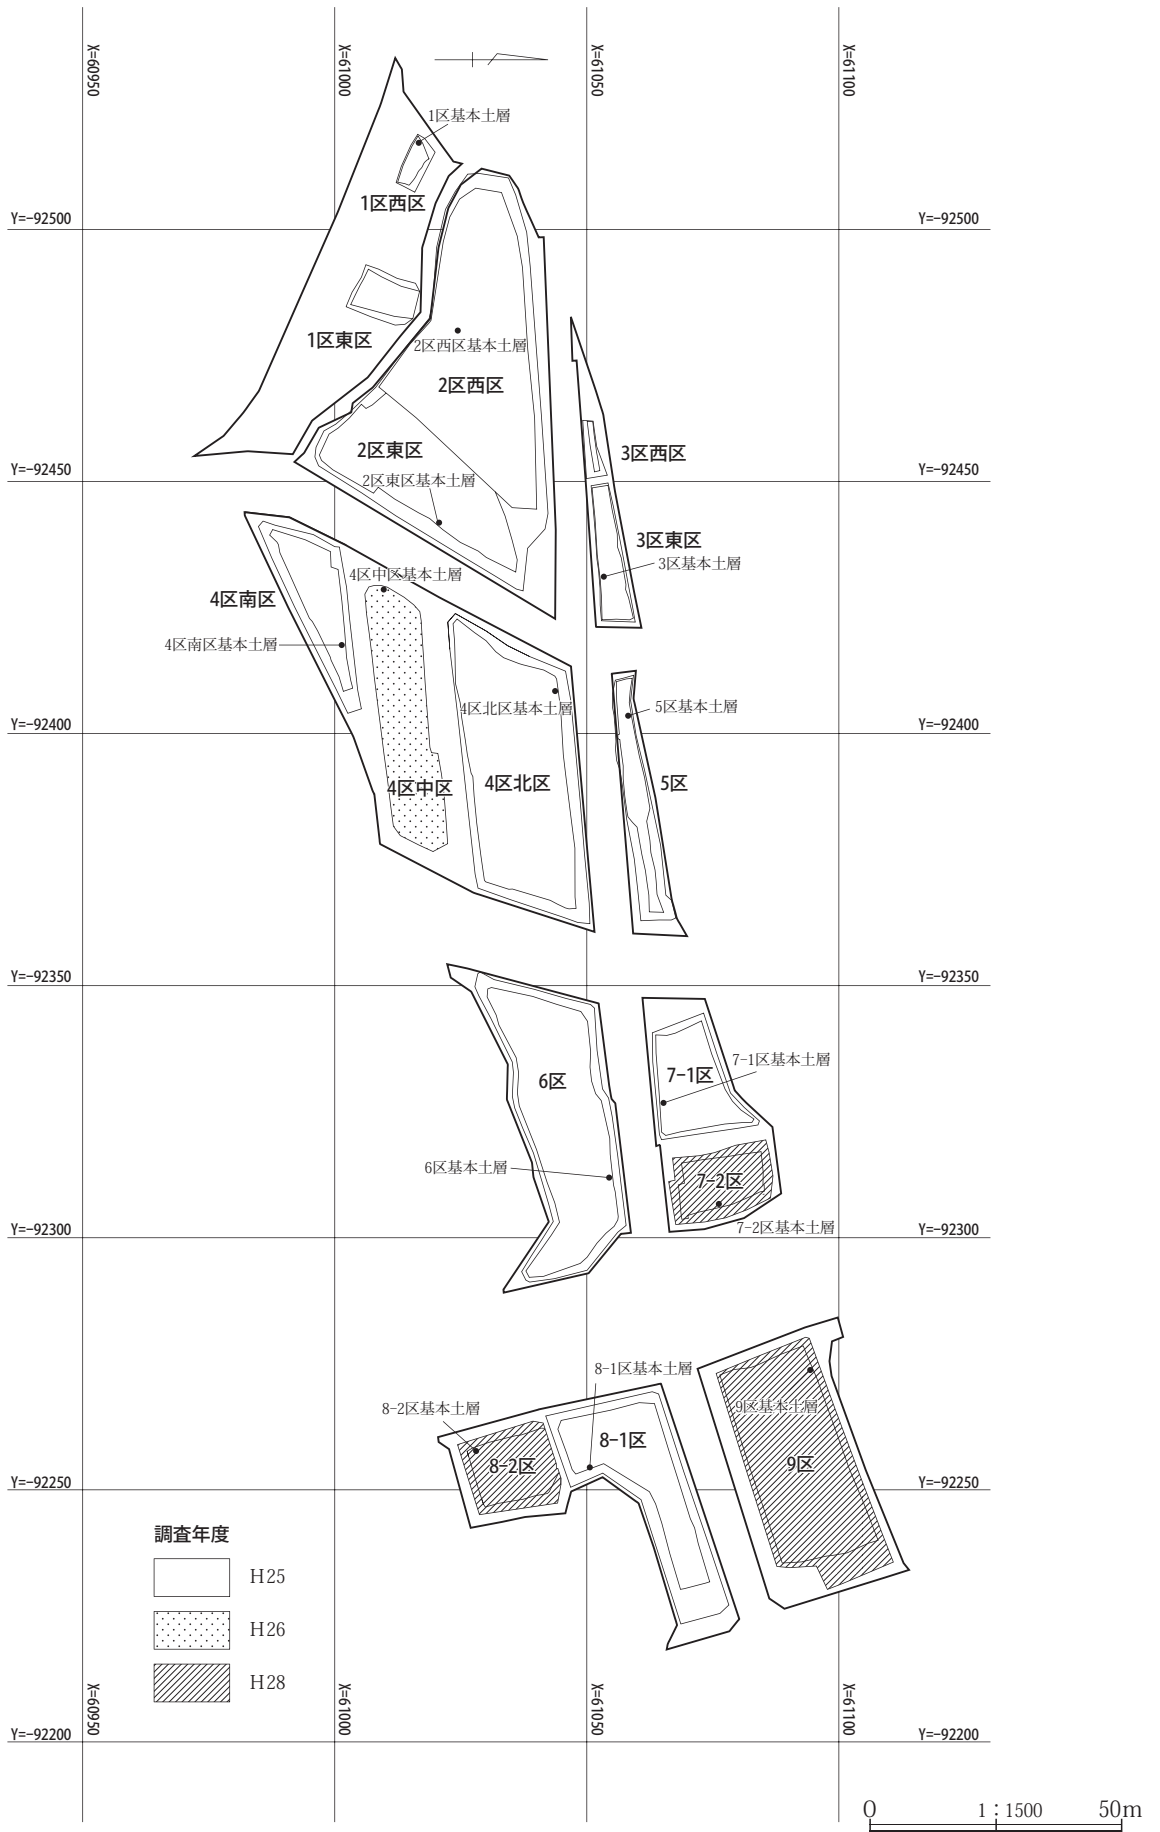 X=60950
X=61000
X=61050
X=61100
1区基本土層
1区西区
Y=-92500
Y=-92500
1区東区
2区西区基本土層
2区西区
2区東区
3区西区
Y=-92450
2区東区基本土層
Y=-92450
3区東区
3区基本土層
4区中区基本土層
4区南区
4区南区基本土層
4区北区基本土層
5区基本土層
Y=-92400
Y=-92400
4区中区
4区北区
5区
Y=-92350
Y=-92350
6区
7-1区
7-1区基本土層
6区基本土層
7-2区
7-2区基本土層
Y=-92300
Y=-92300
8-1区基本土層
8-2区基本土層
9区基本土層
8-1区
8-2区
9区
Y=-92250
Y=-92250
調査年度
H25
H26
H28
X=60950
X=61000
X=61050
X=61100
Y=-92200
Y=-92200
0 1：1500 50m